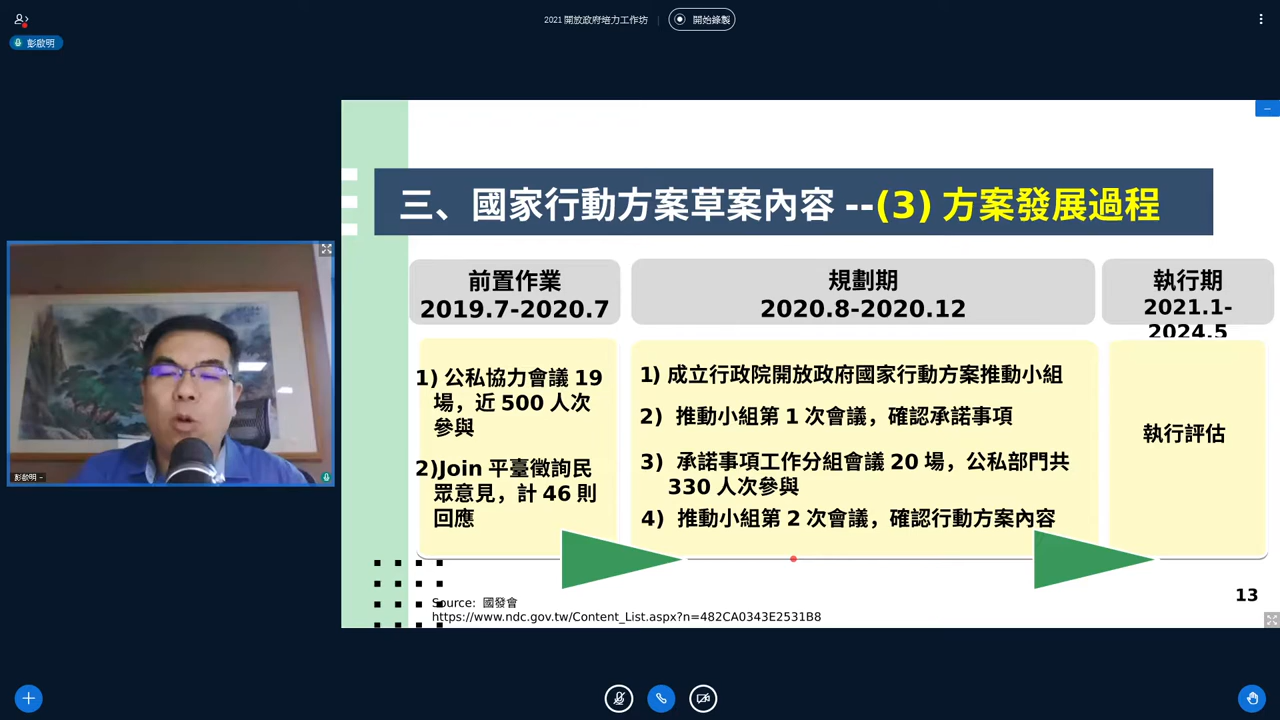 2021 開放政府培力工作坊
開始錄製
彭啟明
三、國家行動方案草案內容 --(3) 方案發展過程
前置作業
2019.7-2020.7
規劃期
2020.8-2020.12
執行期
2021.1-
2024.5
1) 公私協力會議 19
場，近 500 人次
參與
2)Join 平臺徵詢民
眾意見，計 46 則
回應
1) 成立行政院開放政府國家行動方案推動小組
2) 推動小組第 1 次會議，確認承諾事項
3) 承諾事項工作分組會議 20 場，公私部門共
330 人次參與
4) 推動小組第 2 次會議，確認行動方案內容
執行評估
彭啟明
Source: 國發會
https://www.ndc.gov.tw/Content_List.aspx?n=482CA0343E2531B8
13